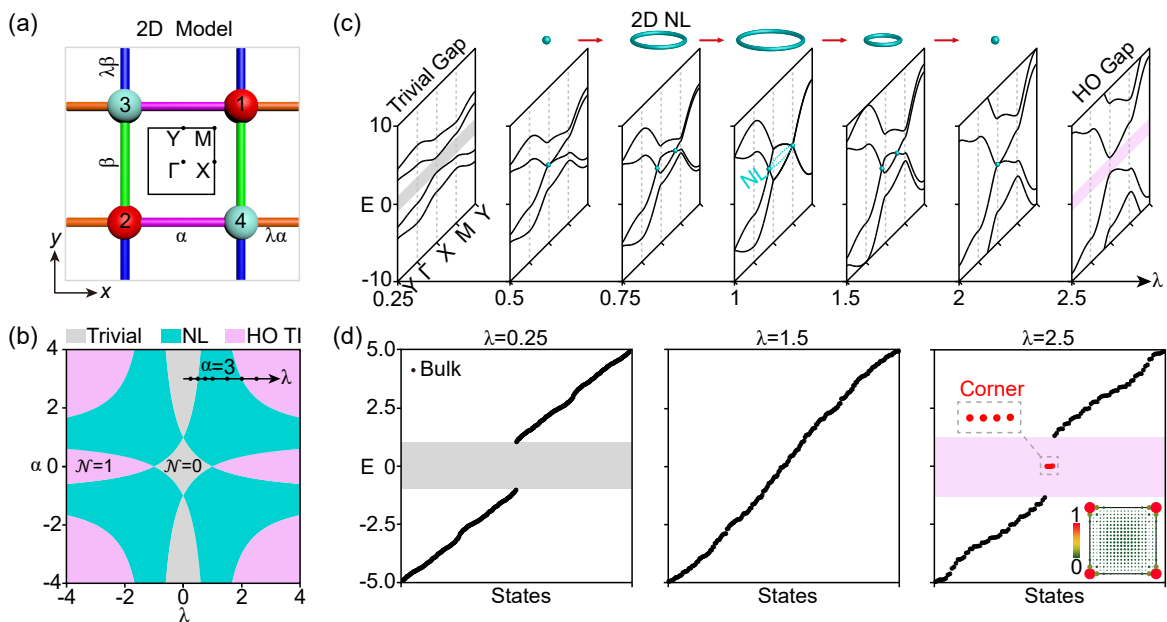 (a)
2D Model
λβ
3
1
Y M
β
Γ X
2
4
α
λα
y
x
(b)
Trivial NL HO TI
4
α=3
λ
2
α 0
𝒩=1
𝒩=0
-2
-4
-4 -2 0 2 4
λ
(c)
2D NL
Trivial Gap
HO Gap
10
E 0
-10
NL
Y Γ X M Y
0.25 0.5 0.75 1 1.5 2 2.5
λ
(d)
λ=0.25
λ=1.5
λ=2.5
5.0
Bulk
Corner
2.5
E 0
-2.5
1
0
-5.0
States
States
States